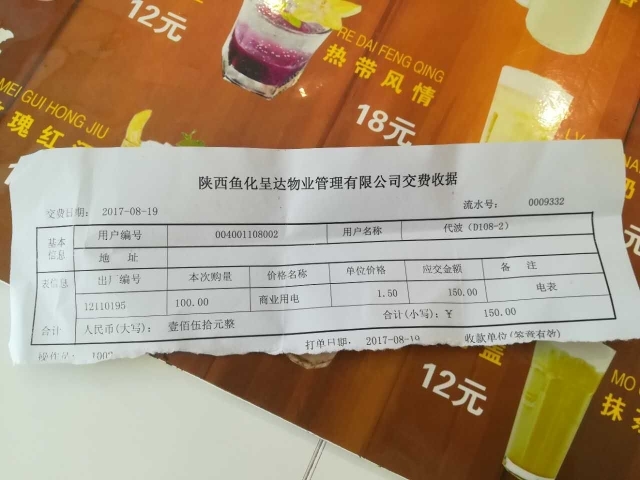 12元
RE DAI FENG QING
热带风情
18元
MEI GUI HONG JIU
玫瑰红
陕西鱼化呈达物业管理有限公司交费收据
交费日期： 2017-08-19 流水号： 0009332
基本信息 用户编号 004001108002 用户名称 代波（D108-2）
地 址
表信息 出厂编号 本次购量 价格名称 单位价格 应交金额 备 注
12110195 100.00 商业用电 1.50 150.00 电表
合计 人民币(大写)： 壹佰伍拾元整 合计(小写)：¥ 150.00
操作员： 1002 打单日期： 2017-08-19 收款单位(签章有效)
12元
MO
抹茶